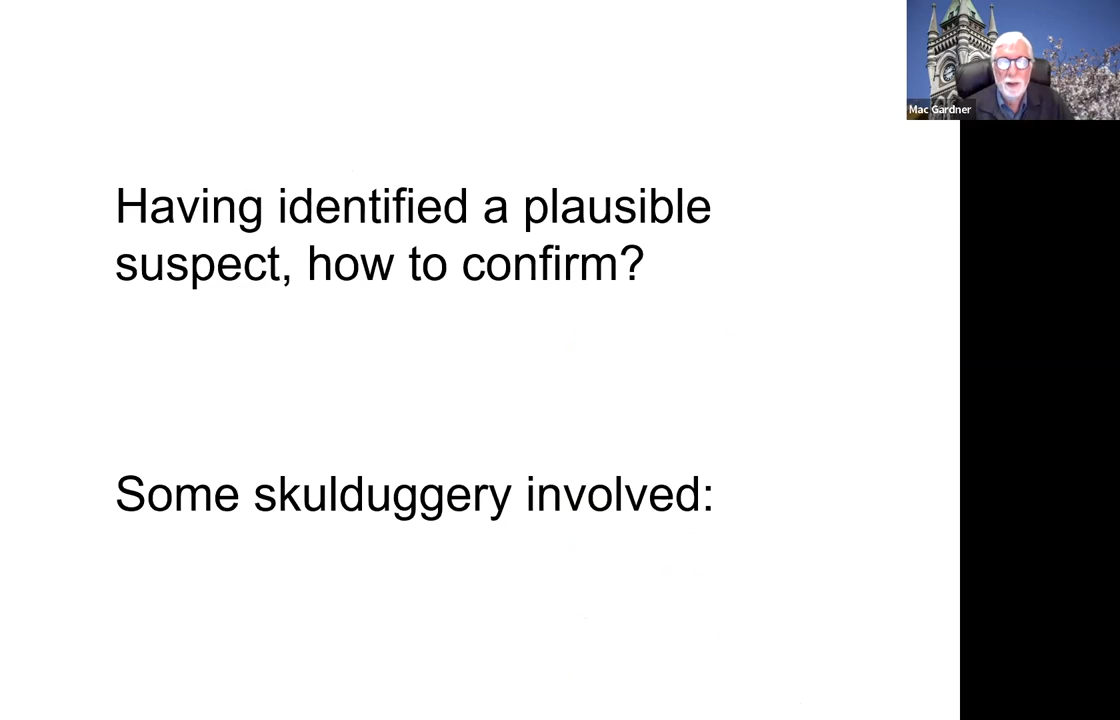 Mac Gardner
Having identified a plausible
suspect, how to confirm?
Some skulduggery involved: